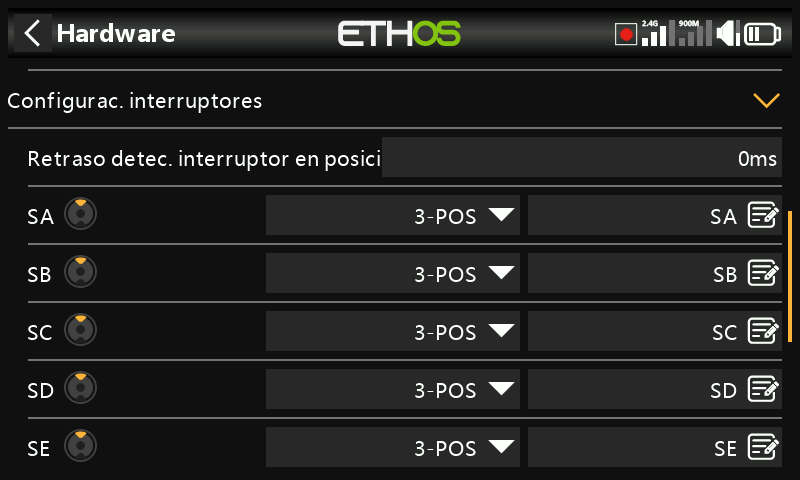 Hardware ETHOS 2.4G 900M
Configurac. interruptores
Retraso detec. interruptor en posici 0ms
SA 3-POS SA
SB 3-POS SB
SC 3-POS SC
SD 3-POS SD
SE 3-POS SE